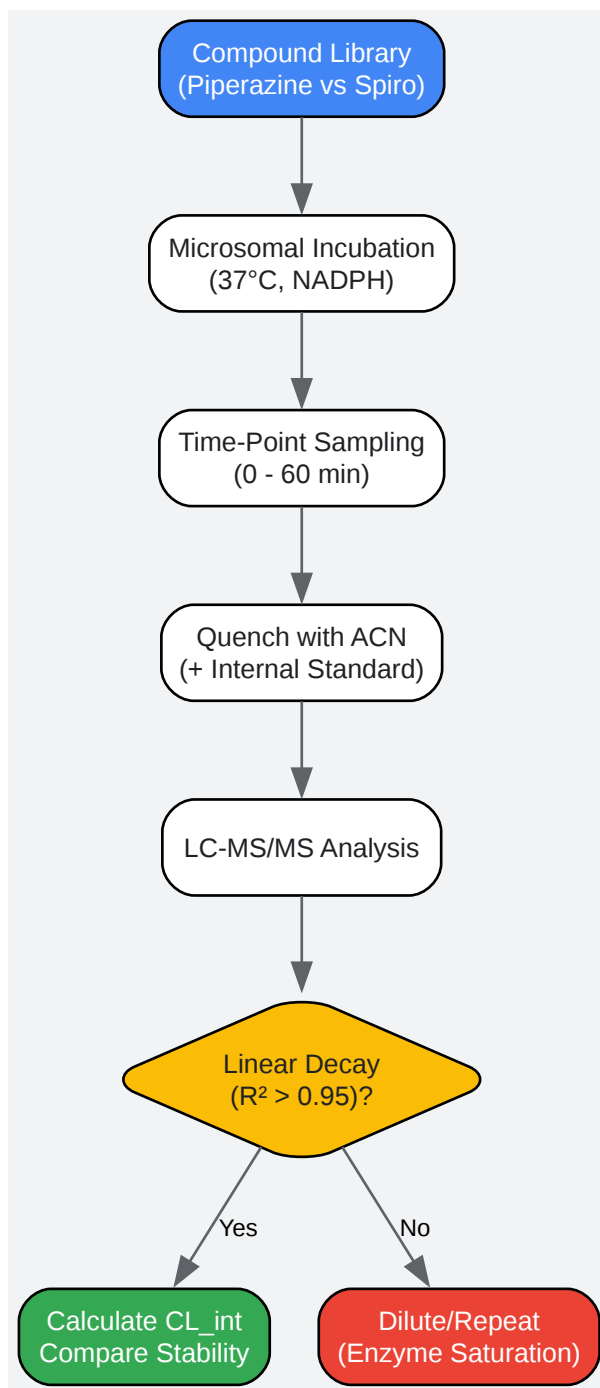 Compound Library
(Piperazine vs Spiro)
Microsomal Incubation
(37°C, NADPH)
Time-Point Sampling
(0 - 60 min)
Quench with ACN
(+ Internal Standard)
LC-MS/MS Analysis
Linear Decay
(R² > 0.95)?
Yes
No
Calculate CL_int
Compare Stability
Dilute/Repeat
(Enzyme Saturation)